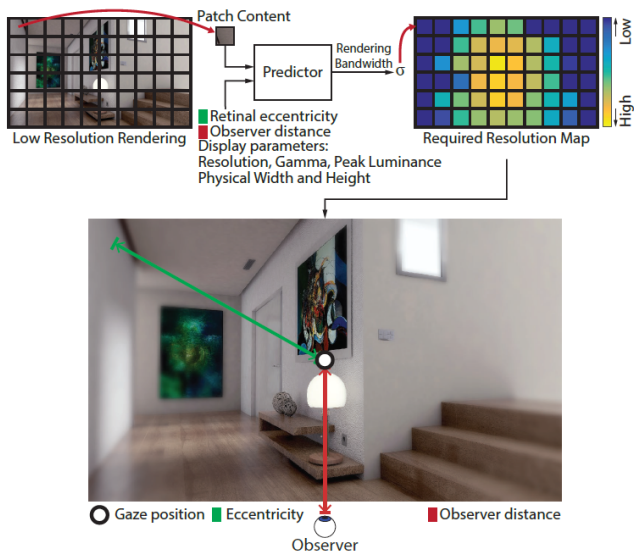 Patch Content
Low
Rendering
Bandwidth
Predictor
σ
High
Retinal eccentricity
Observer distance
Low Resolution Rendering
Required Resolution Map
Display parameters:
Resolution, Gamma, Peak Luminance
Physical Width and Height
Gaze position
Eccentricity
Observer distance
Observer